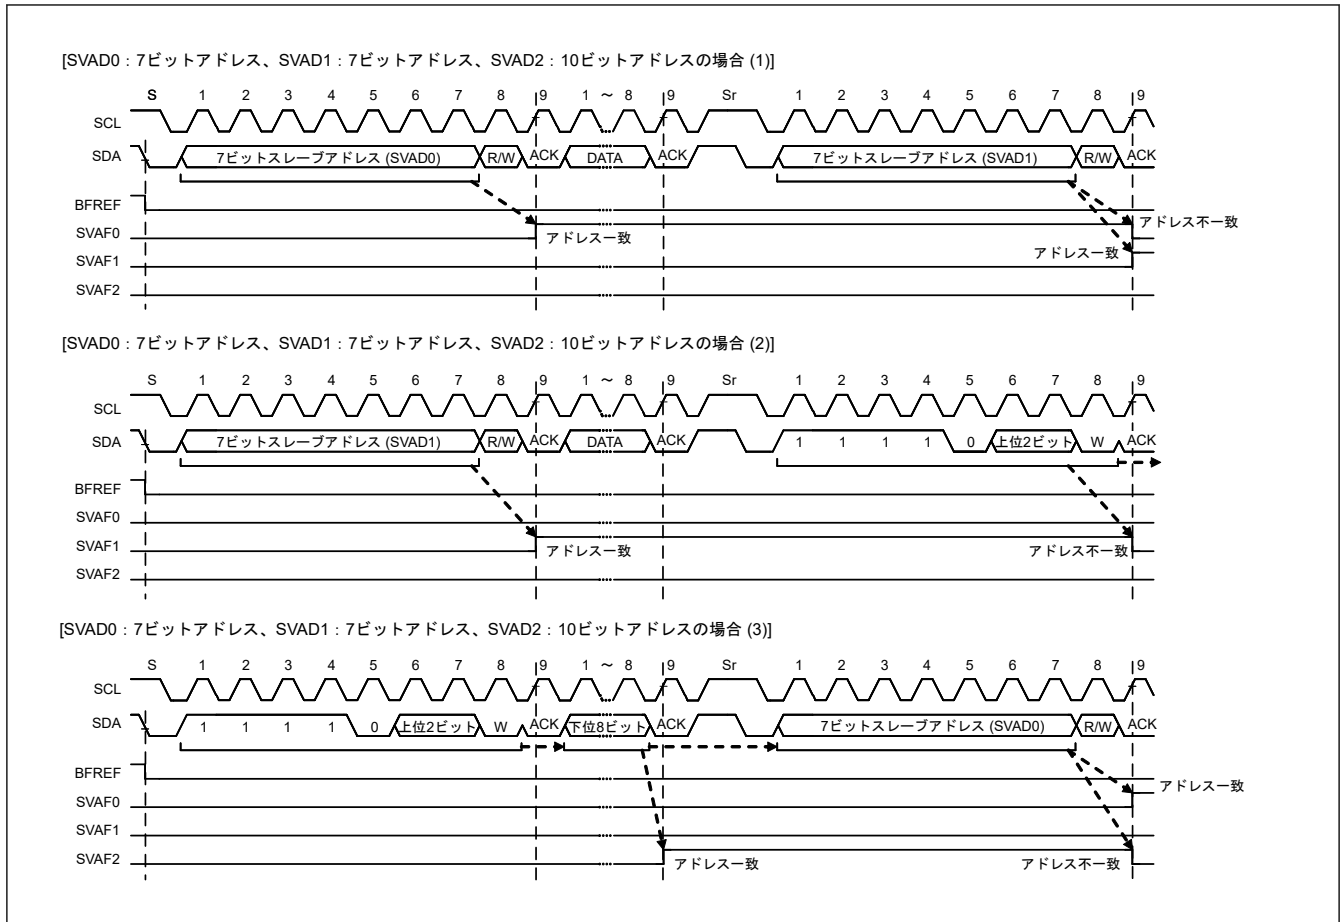 [SVAD0：7ビットアドレス、SVAD1：7ビットアドレス、SVAD2：10ビットアドレスの場合 (1)]
S 1 2 3 4 5 6 7 8 9 1 ～ 8 9 Sr 1 2 3 4 5 6 7 8 9
SCL
SDA 7ビットスレーブアドレス (SVAD0) R/W ACK DATA ACK 7ビットスレーブアドレス (SVAD1) R/W ACK
BFREF
アドレス不一致
SVAF0 アドレス一致
アドレス一致
SVAF1
SVAF2
[SVAD0：7ビットアドレス、SVAD1：7ビットアドレス、SVAD2：10ビットアドレスの場合 (2)]
S 1 2 3 4 5 6 7 8 9 1 ～ 8 9 Sr 1 2 3 4 5 6 7 8 9
SCL
SDA 7ビットスレーブアドレス (SVAD1) R/W ACK DATA ACK 1 1 1 1 0 上位2ビット W ACK
BFREF
SVAF0
SVAF1 アドレス一致 アドレス不一致
SVAF2
[SVAD0：7ビットアドレス、SVAD1：7ビットアドレス、SVAD2：10ビットアドレスの場合 (3)]
S 1 2 3 4 5 6 7 8 9 1 ～ 8 9 Sr 1 2 3 4 5 6 7 8 9
SCL
SDA 1 1 1 1 0 上位2ビット W ACK 下位8ビット ACK 7ビットスレーブアドレス (SVAD0) R/W ACK
BFREF
アドレス一致
SVAF0
SVAF1
SVAF2 アドレス一致 アドレス不一致